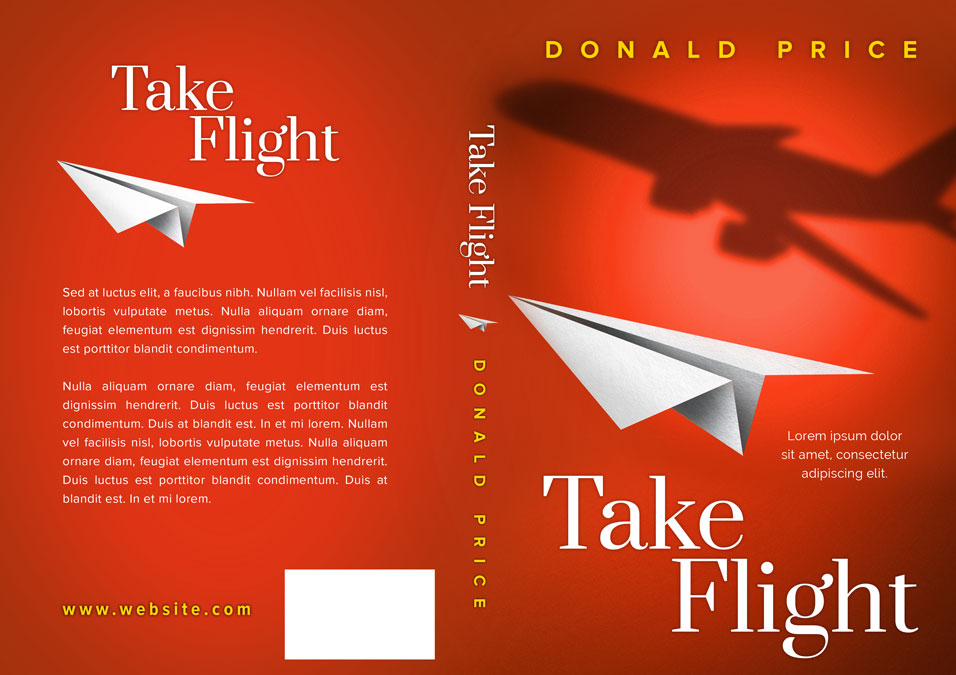 Take
Flight
Sed at luctus elit, a faucibus nibh. Nullam vel facilisis nisl,
lobortis vulputate metus. Nulla aliquam ornare diam,
feugiat elementum est dignissim hendrerit. Duis luctus
est porttitor blandit condimentum.
Nulla aliquam ornare diam, feugiat elementum est
dignissim hendrerit. Duis luctus est porttitor blandit
condimentum. Duis at blandit est. In et mi lorem. Nullam
vel facilisis nisl, lobortis vulputate metus. Nulla aliquam
ornare diam, feugiat elementum est dignissim hendrerit.
Duis luctus est porttitor blandit condimentum. Duis at
blandit est. In et mi lorem.
www.website.com
Take Flight
DONALD PRICE
DONALD PRICE
Lorem ipsum dolor
sit amet, consectetur
adipiscing elit.
Take
Flight